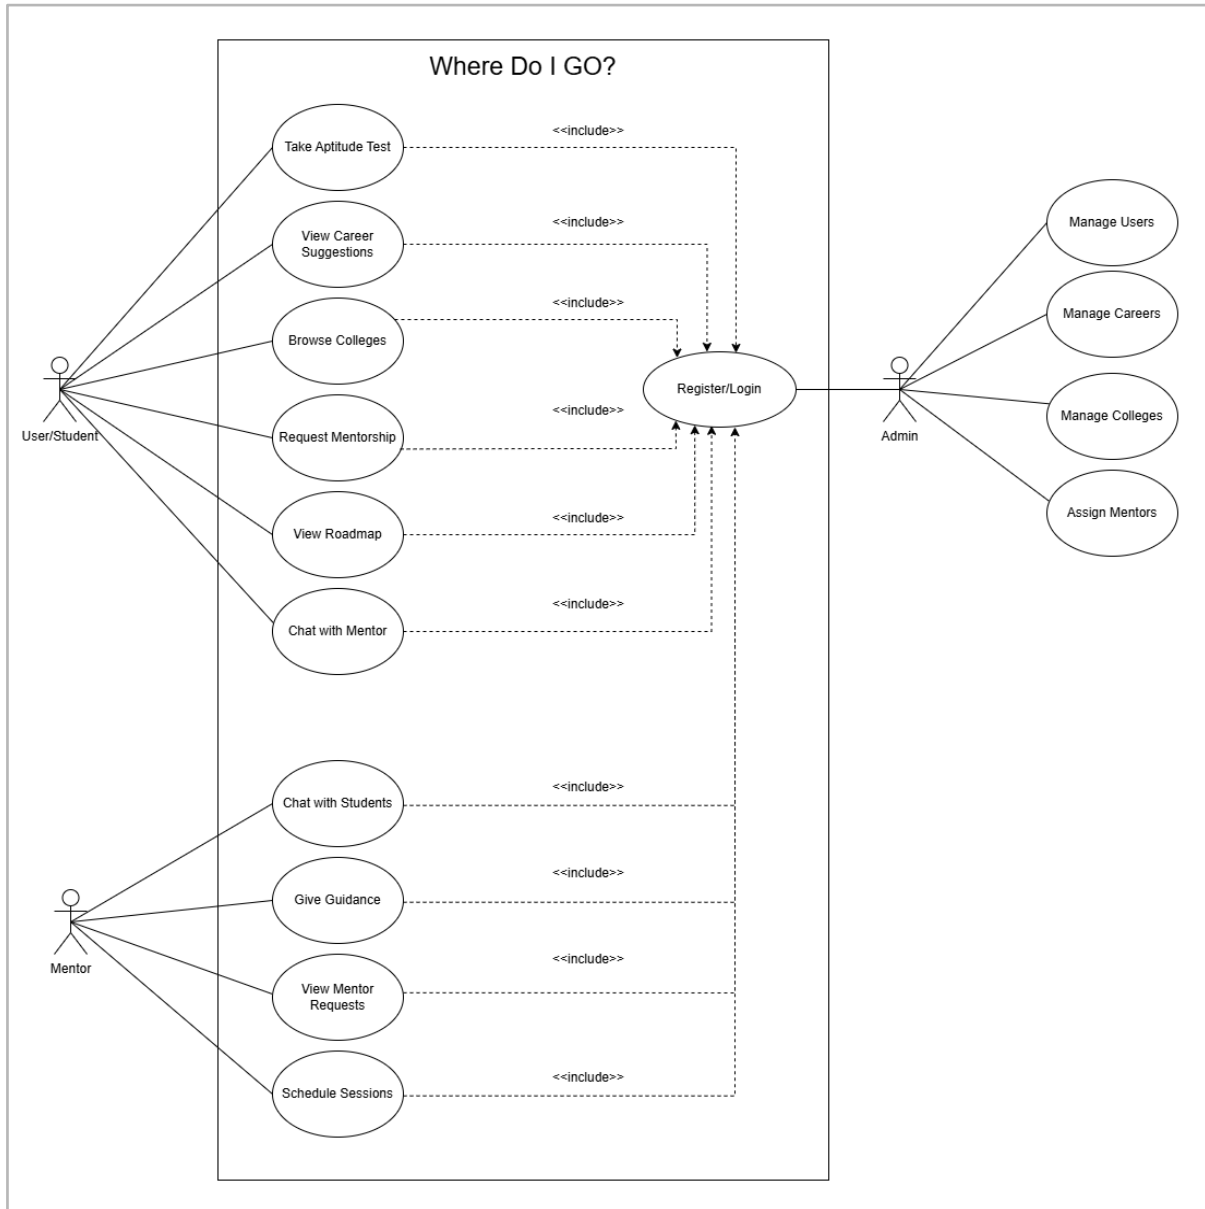 Where Do I GO?
Take Aptitude Test
<<include>>
View Career
Suggestions
<<include>>
Browse Colleges
<<include>>
Request Mentorship
<<include>>
View Roadmap
<<include>>
Chat with Mentor
<<include>>
User/Student
Register/Login
Admin
Manage Users
Manage Careers
Manage Colleges
Assign Mentors
Chat with Students
<<include>>
Give Guidance
<<include>>
View Mentor
Requests
<<include>>
Schedule Sessions
<<include>>
Mentor